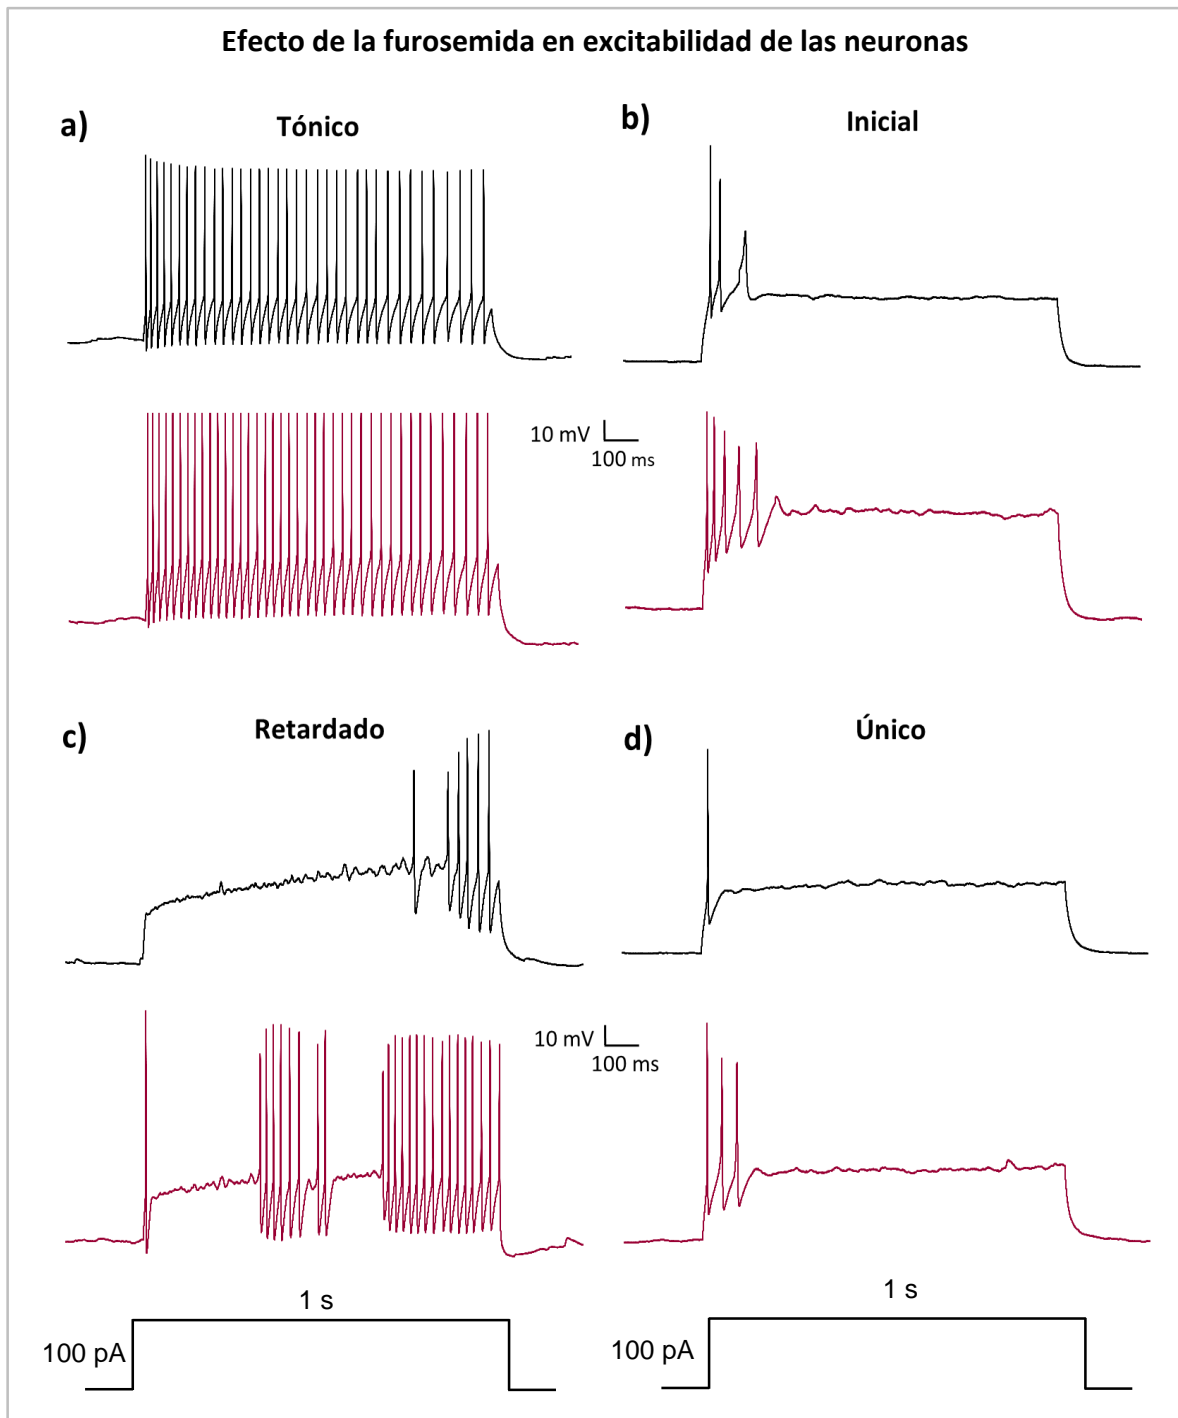 Efecto de la furosemida en excitabilidad de las neuronas
a)
Tónico
b)
Inicial
10 mV
100 ms
c)
Retardado
d)
Único
10 mV
100 ms
1 s
100 pA
1 s
100 pA